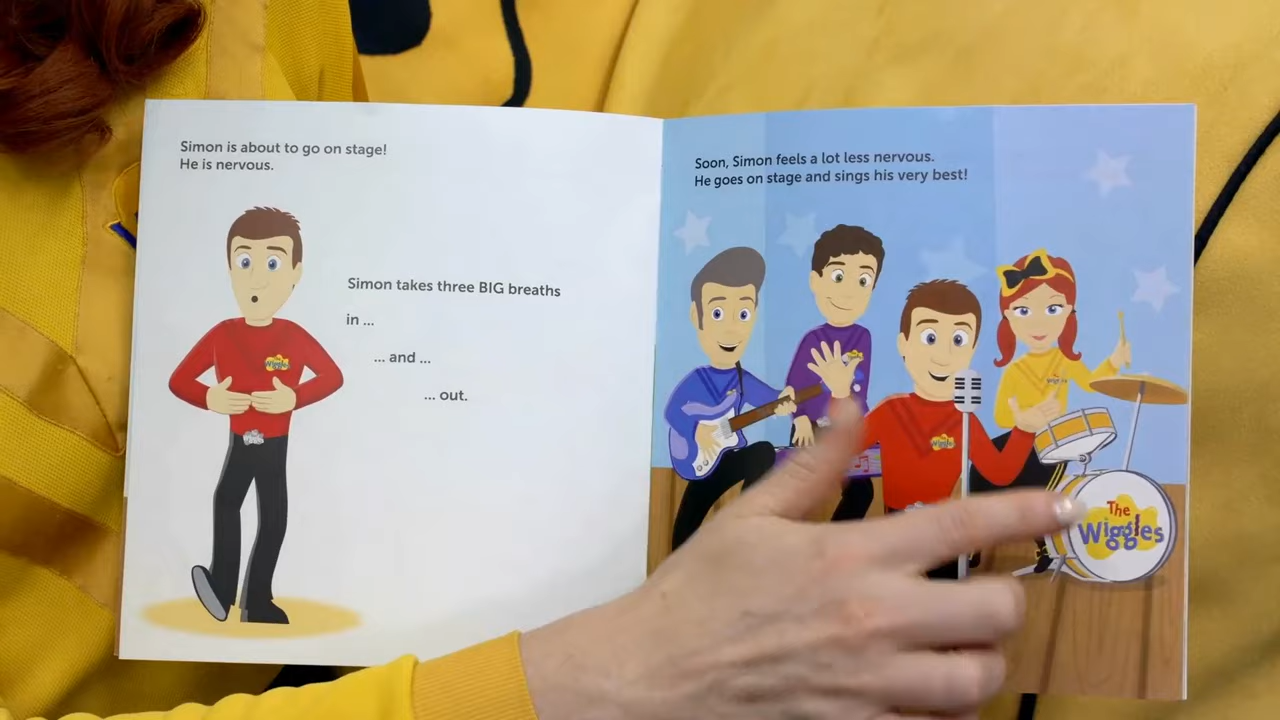 Simon is about to go on stage!
He is nervous.
Simon takes three BIG breaths
in ...
... and ...
... out.
Soon, Simon feels a lot less nervous.
He goes on stage and sings his very best!
The
Wiggles